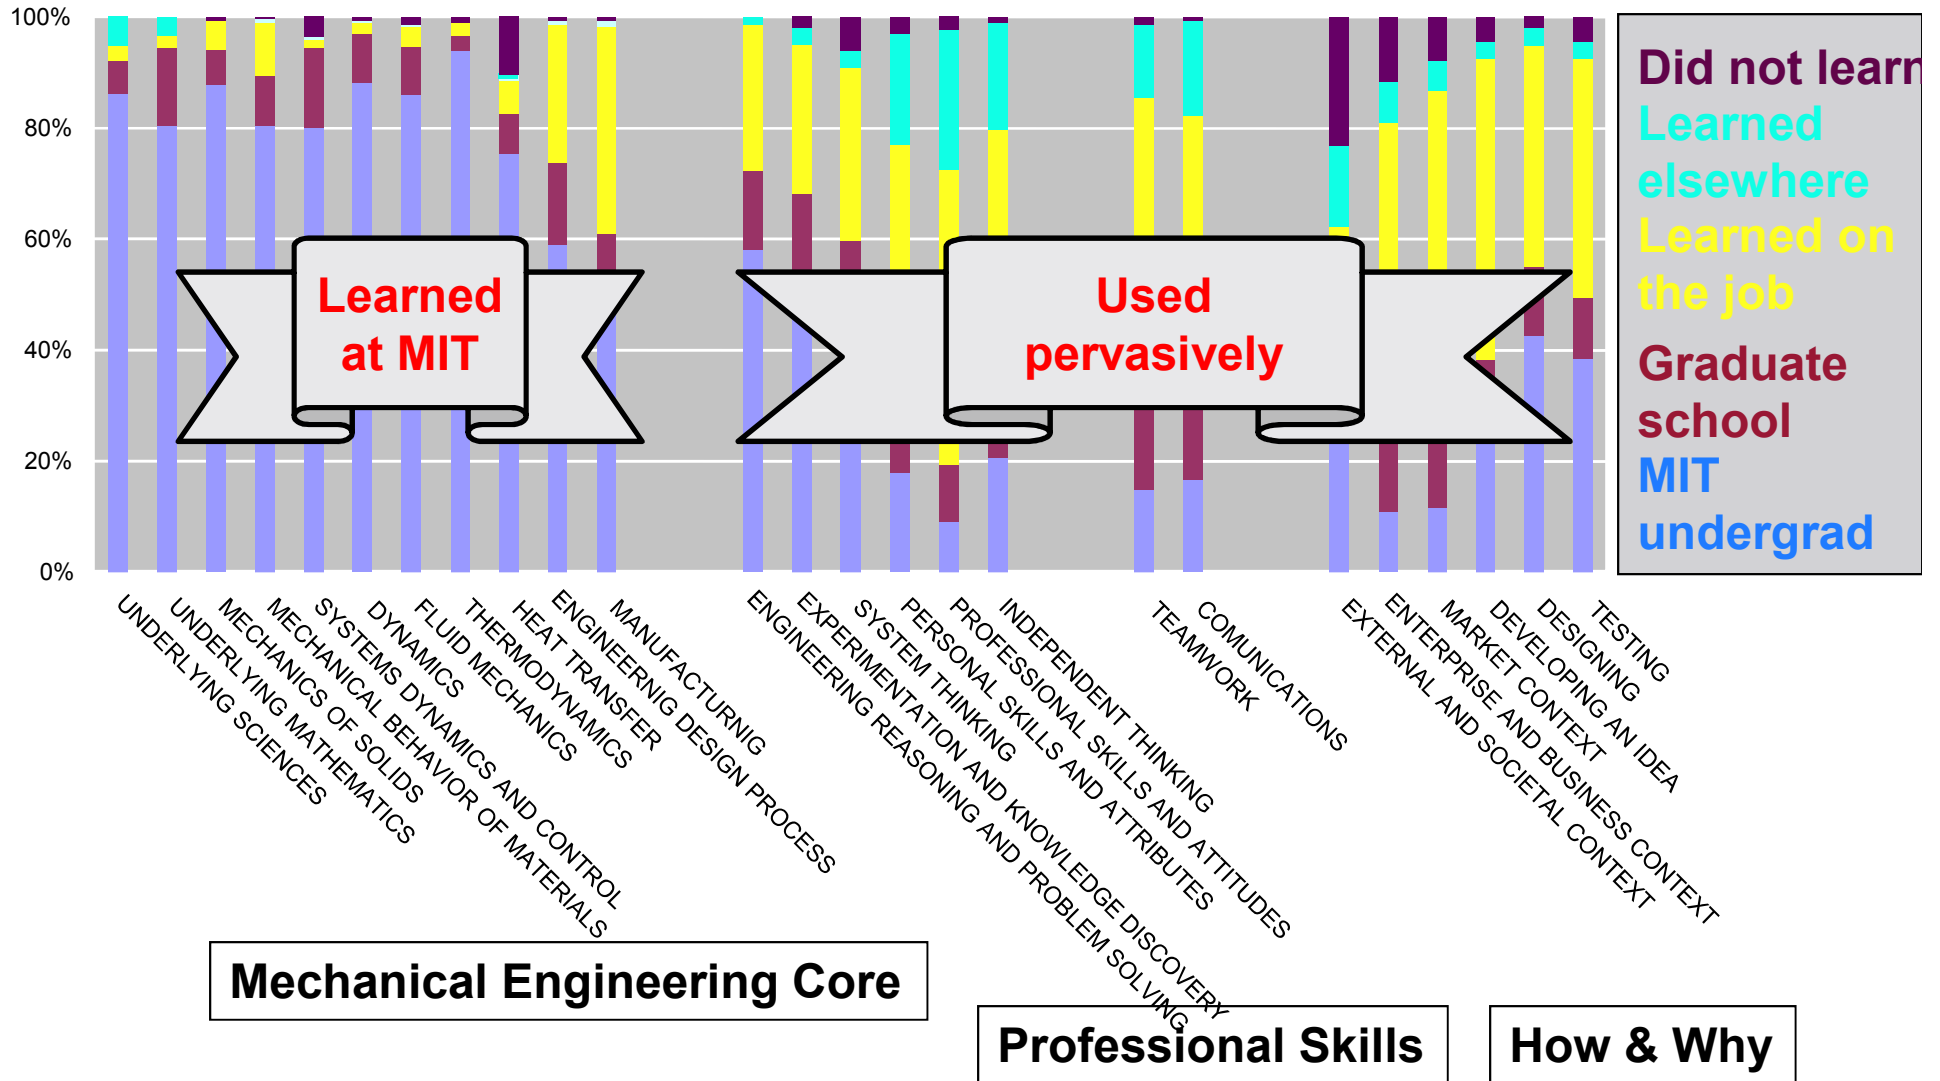 100%
80%
60%
40%
20%
0%
Learned
at MIT
Used
pervasively
Did not learn
Learned
elsewhere
Learned on
the job
Graduate
school
MIT
undergrad
UNDERLYING SCIENCES
UNDERLYING MATHEMATICS
MECHANICS OF SOLIDS
MECHANICAL BEHAVIOR OF MATERIALS
SYSTEMS DYNAMICS AND CONTROL
DYNAMICS
FLUID MECHANICS
THERMODYNAMICS
HEAT TRANSFER
ENGINEERNIG DESIGN PROCESS
MANUFACTURNIG
ENGINEERING REASONING AND PROBLEM SOLVING
EXPERIMENTATION AND KNOWLEDGE DISCOVERY
SYSTEM THINKING
PERSONAL SKILLS AND ATTRIBUTES
PROFESSIONAL SKILLS AND ATTITUDES
INDEPENDENT THINKING
TEAMWORK
COMUNICATIONS
EXTERNAL AND SOCIETAL CONTEXT
ENTERPRISE AND BUSINESS CONTEXT
MARKET CONTEXT
DEVELOPING AN IDEA
DESIGNING
TESTING
Mechanical Engineering Core
Professional Skills
How & Why